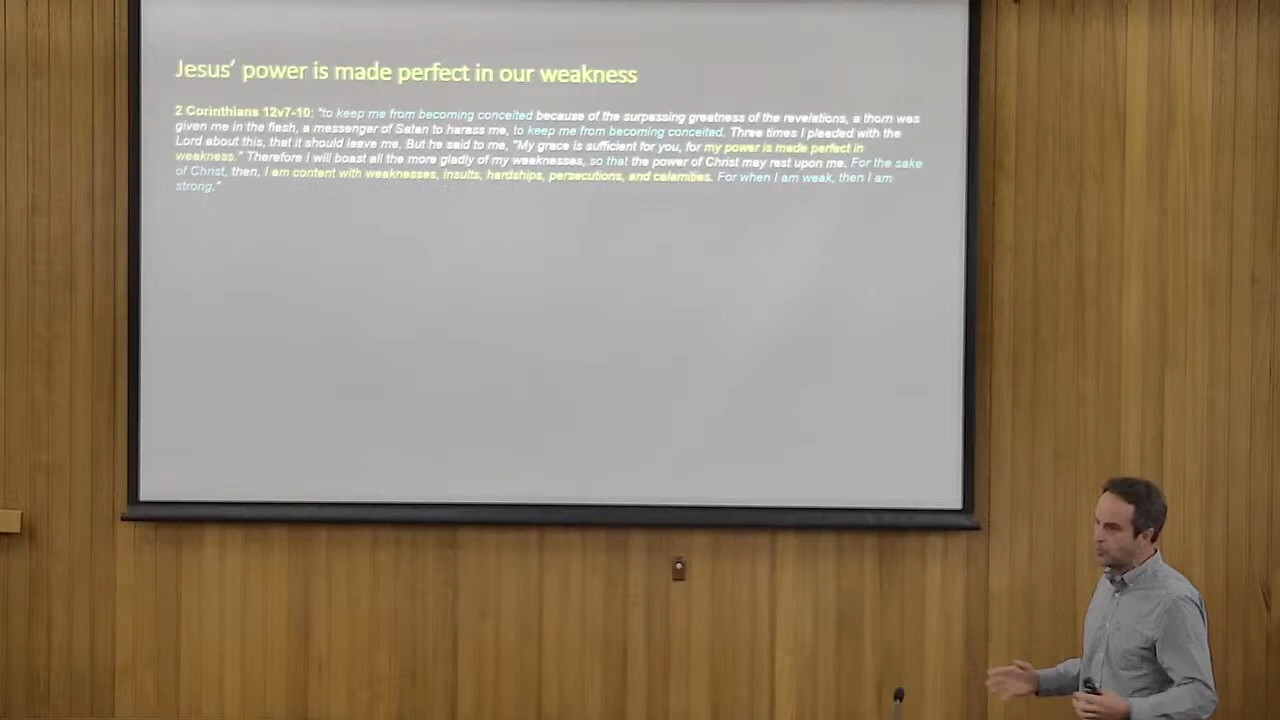 Jesus' power is made perfect in our weakness
2 Corinthians 12v7-10: "to keep me from becoming conceited because of the surpassing greatness of the revelations, a thorn was
given me in the flesh, a messenger of Satan to harass me, to keep me from becoming conceited. Three times I pleaded with the
Lord about this, that it should leave me. But he said to me, "My grace is sufficient for you, for my power is made perfect in
weakness." Therefore I will boast all the more gladly of my weaknesses, so that the power of Christ may rest upon me. For the sake
of Christ, then, I am content with weaknesses, insults, hardships, persecutions, and calamities. For when I am weak, then I am
strong."